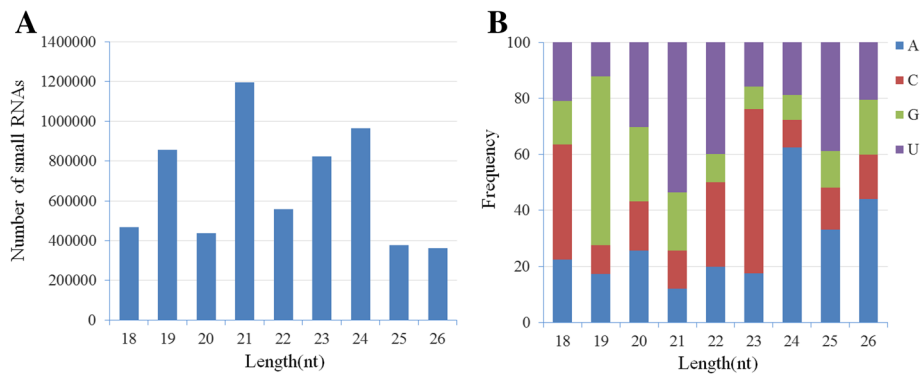 A
1400000
1200000
1000000
800000
600000
400000
200000
0
Number of small RNAs
18 19 20 21 22 23 24 25 26
Length(nt)
B
100
80
60
40
20
0
Frequency
18 19 20 21 22 23 24 25 26
Length(nt)
A
C
G
U